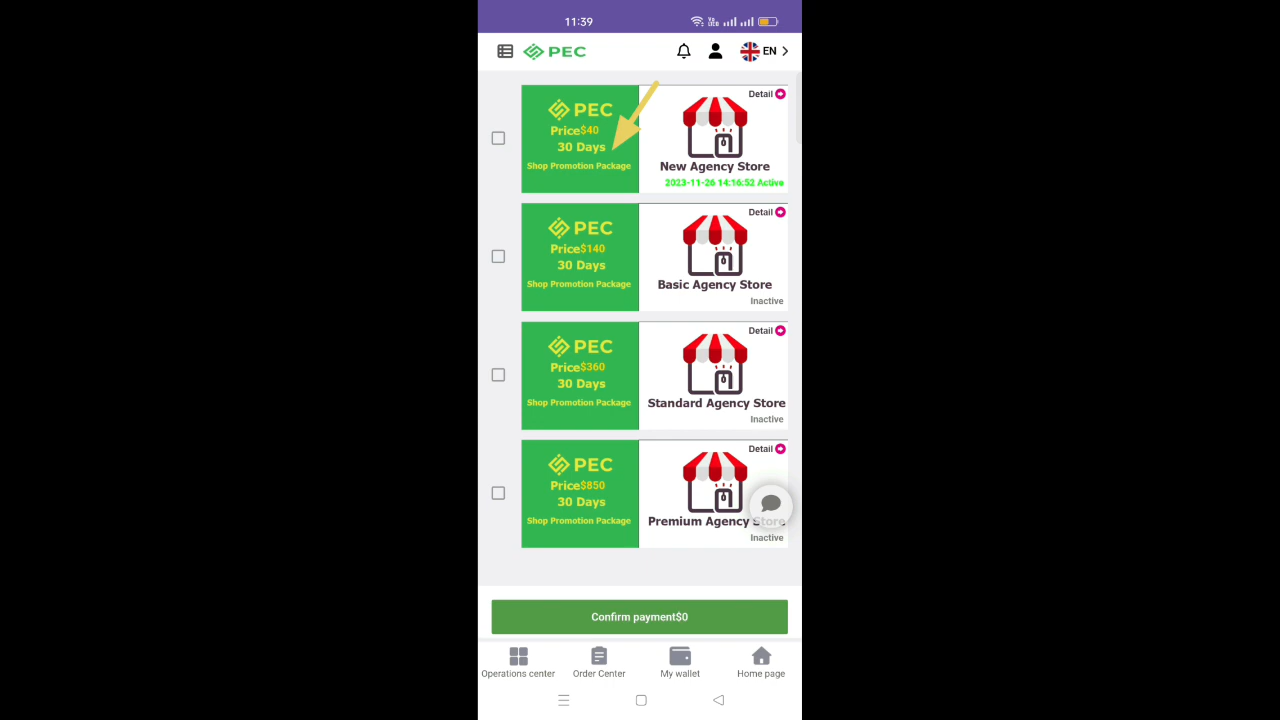 11:39
Vo LTE2
PEC
EN
PEC
Price$40
30 Days
Shop Promotion Package
Detail
New Agency Store
2023-11-26 14:16:52 Active
PEC
Price$140
30 Days
Shop Promotion Package
Detail
Basic Agency Store
Inactive
PEC
Price$360
30 Days
Shop Promotion Package
Detail
Standard Agency Store
Inactive
PEC
Price$850
30 Days
Shop Promotion Package
Detail
Premium Agency Store
Inactive
Confirm payment$0
Operations center
Order Center
My wallet
Home page